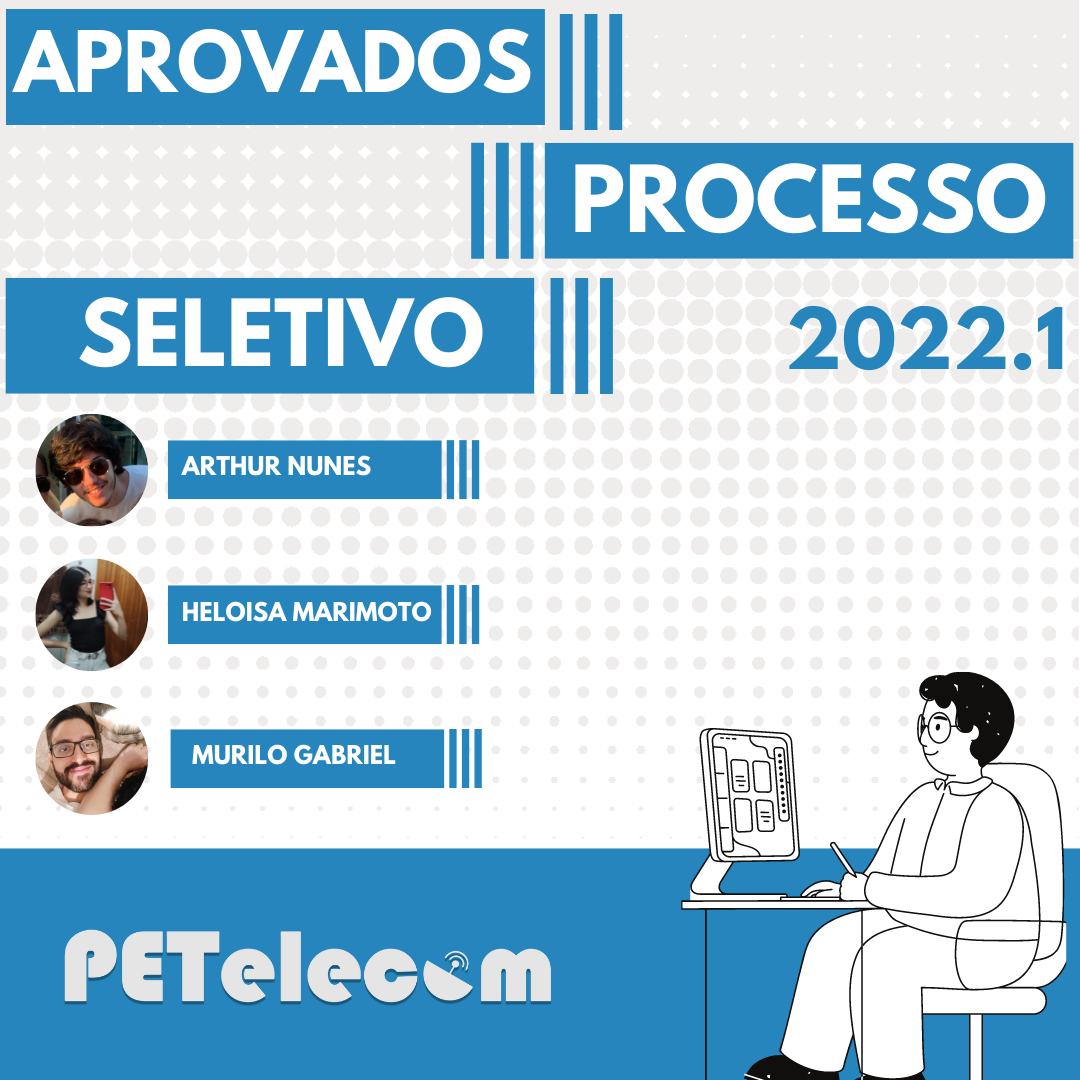 APROVADOS
PROCESSO
SELETIVO
2022.1
ARTHUR NUNES
HELOISA MARIMOTO
MURILO GABRIEL
PETelecom